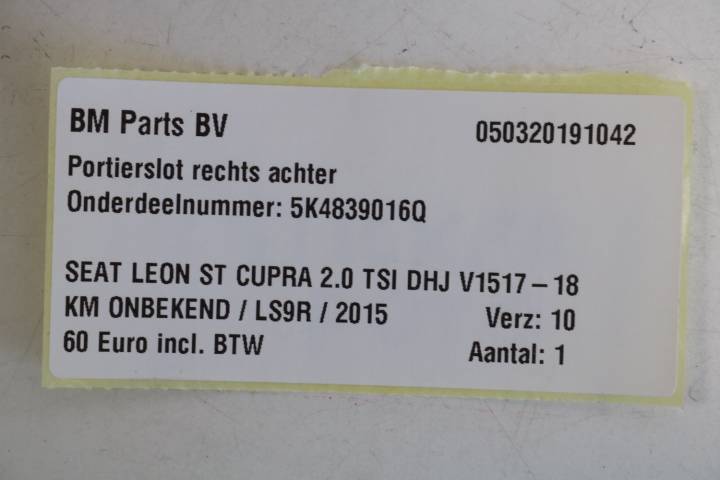 BM Parts BV 050320191042
Portierslot rechts achter
Onderdeelnummer: 5K4839016Q
SEAT LEON ST CUPRA 2.0 TSI DHJ V1517 – 18
KM ONBEKEND / LS9R / 2015 Verz: 10
60 Euro incl. BTW Aantal: 1